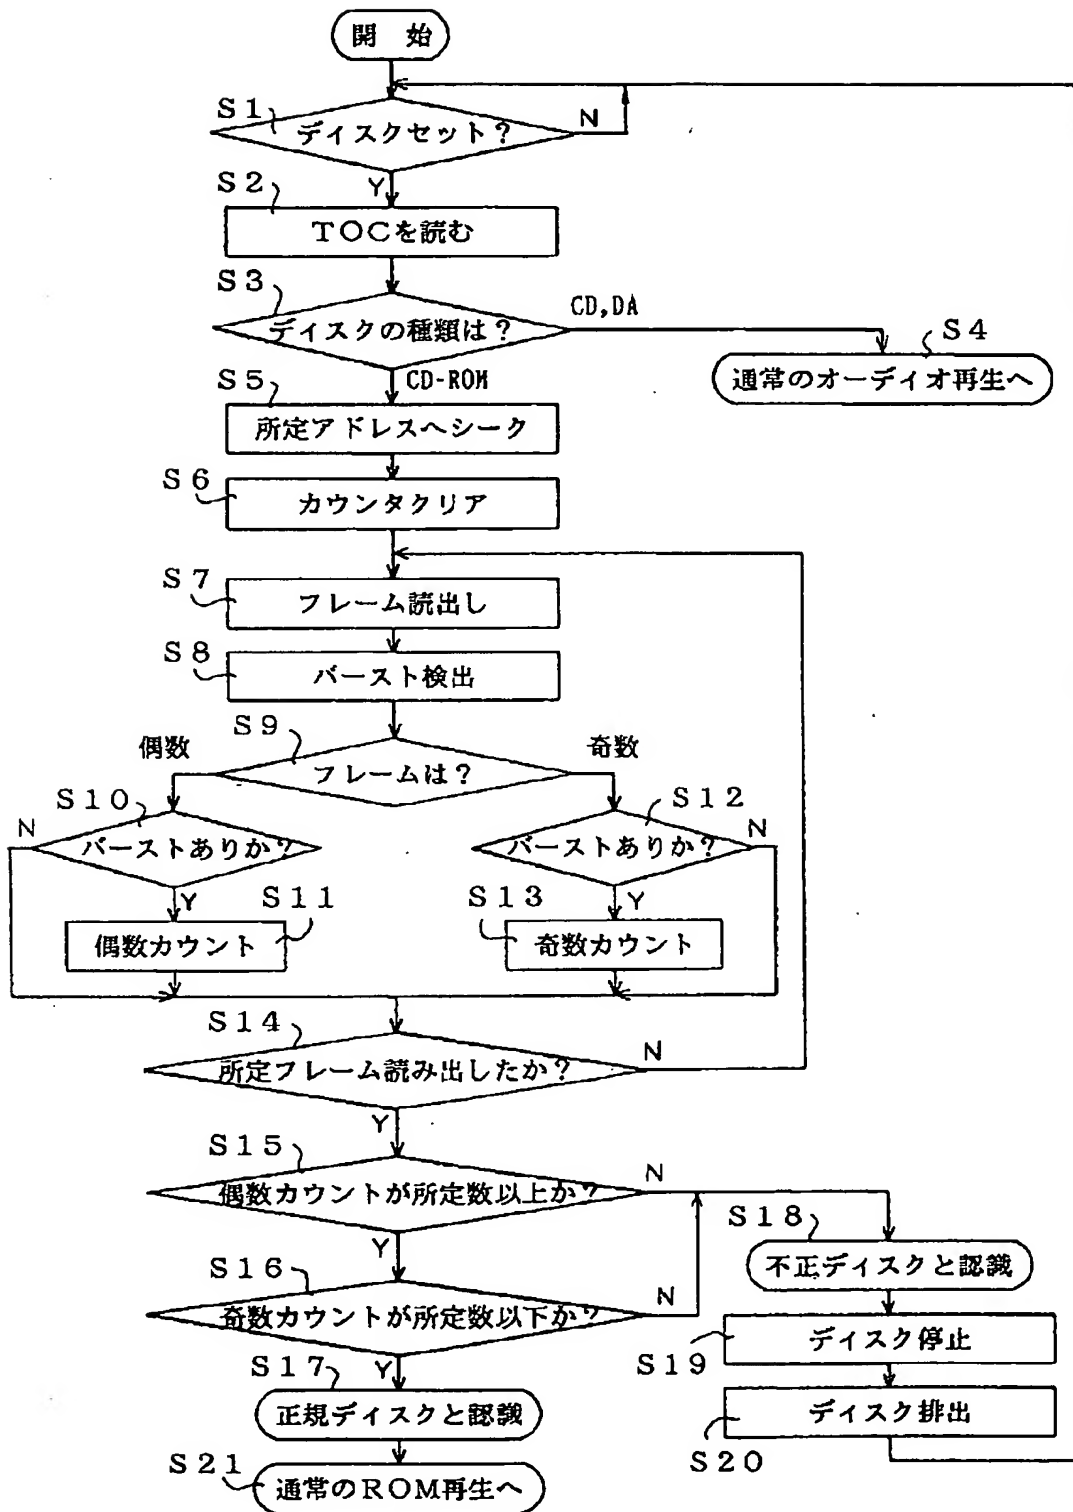 開 始
S1
ディスクセット?
N
Y
S2
TOCを読む
S3
ディスクの種類は?
CD,DA
S4
通常のオーディオ再生へ
CD-ROM
S5
所定アドレスへシーク
S6
カウンタクリア
S7
フレーム読出し
S8
バースト検出
S9
偶数
奇数
フレームは?
S10
S12
N
バーストありか?
バーストありか?
N
Y
Y
S11
S13
偶数カウント
奇数カウント
S14
所定フレーム読み出したか?
N
Y
S15
偶数カウントが所定数以上か?
N
Y
S18
不正ディスクと認識
S16
奇数カウントが所定数以下か?
N
Y
S19
ディスク停止
S17
正規ディスクと認識
S20
ディスク排出
S21
通常のROM再生へ